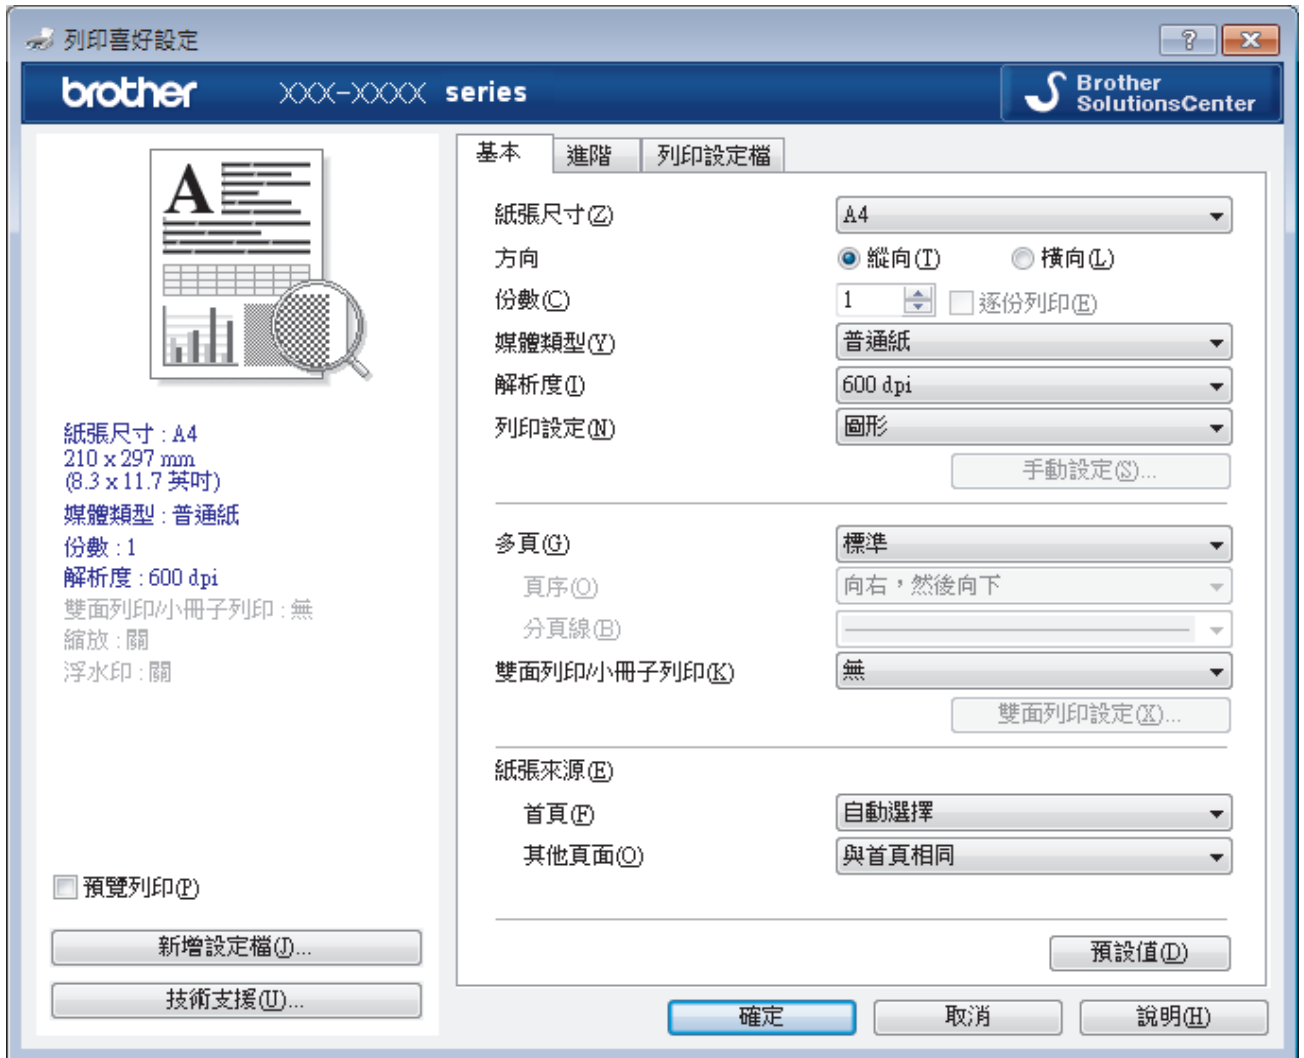 列印喜好設定
brother XXX-XXXX series
Brother
SolutionsCenter
A
紙張尺寸 : A4
210 x 297 mm
(8.3 x 11.7 英吋)
媒體類型 : 普通紙
份數 : 1
解析度 : 600 dpi
雙面列印/小冊子列印 : 無
縮放 : 關
浮水印 : 關
預覽列印(P)
新增設定檔(J)...
技術支援(U)...
基本 進階 列印設定檔
紙張尺寸(Z) A4
方向 縱向(T) 橫向(L)
份數(C) 1 逐份列印(E)
媒體類型(Y) 普通紙
解析度(I) 600 dpi
列印設定(N) 圖形
手動設定(S)...
多頁(G) 標準
頁序(O) 向右，然後向下
分頁線(B)
雙面列印/小冊子列印(K) 無
雙面列印設定(X)...
紙張來源(E)
首頁(F) 自動選擇
其他頁面(O) 與首頁相同
預設值(D)
確定 取消 說明(H)